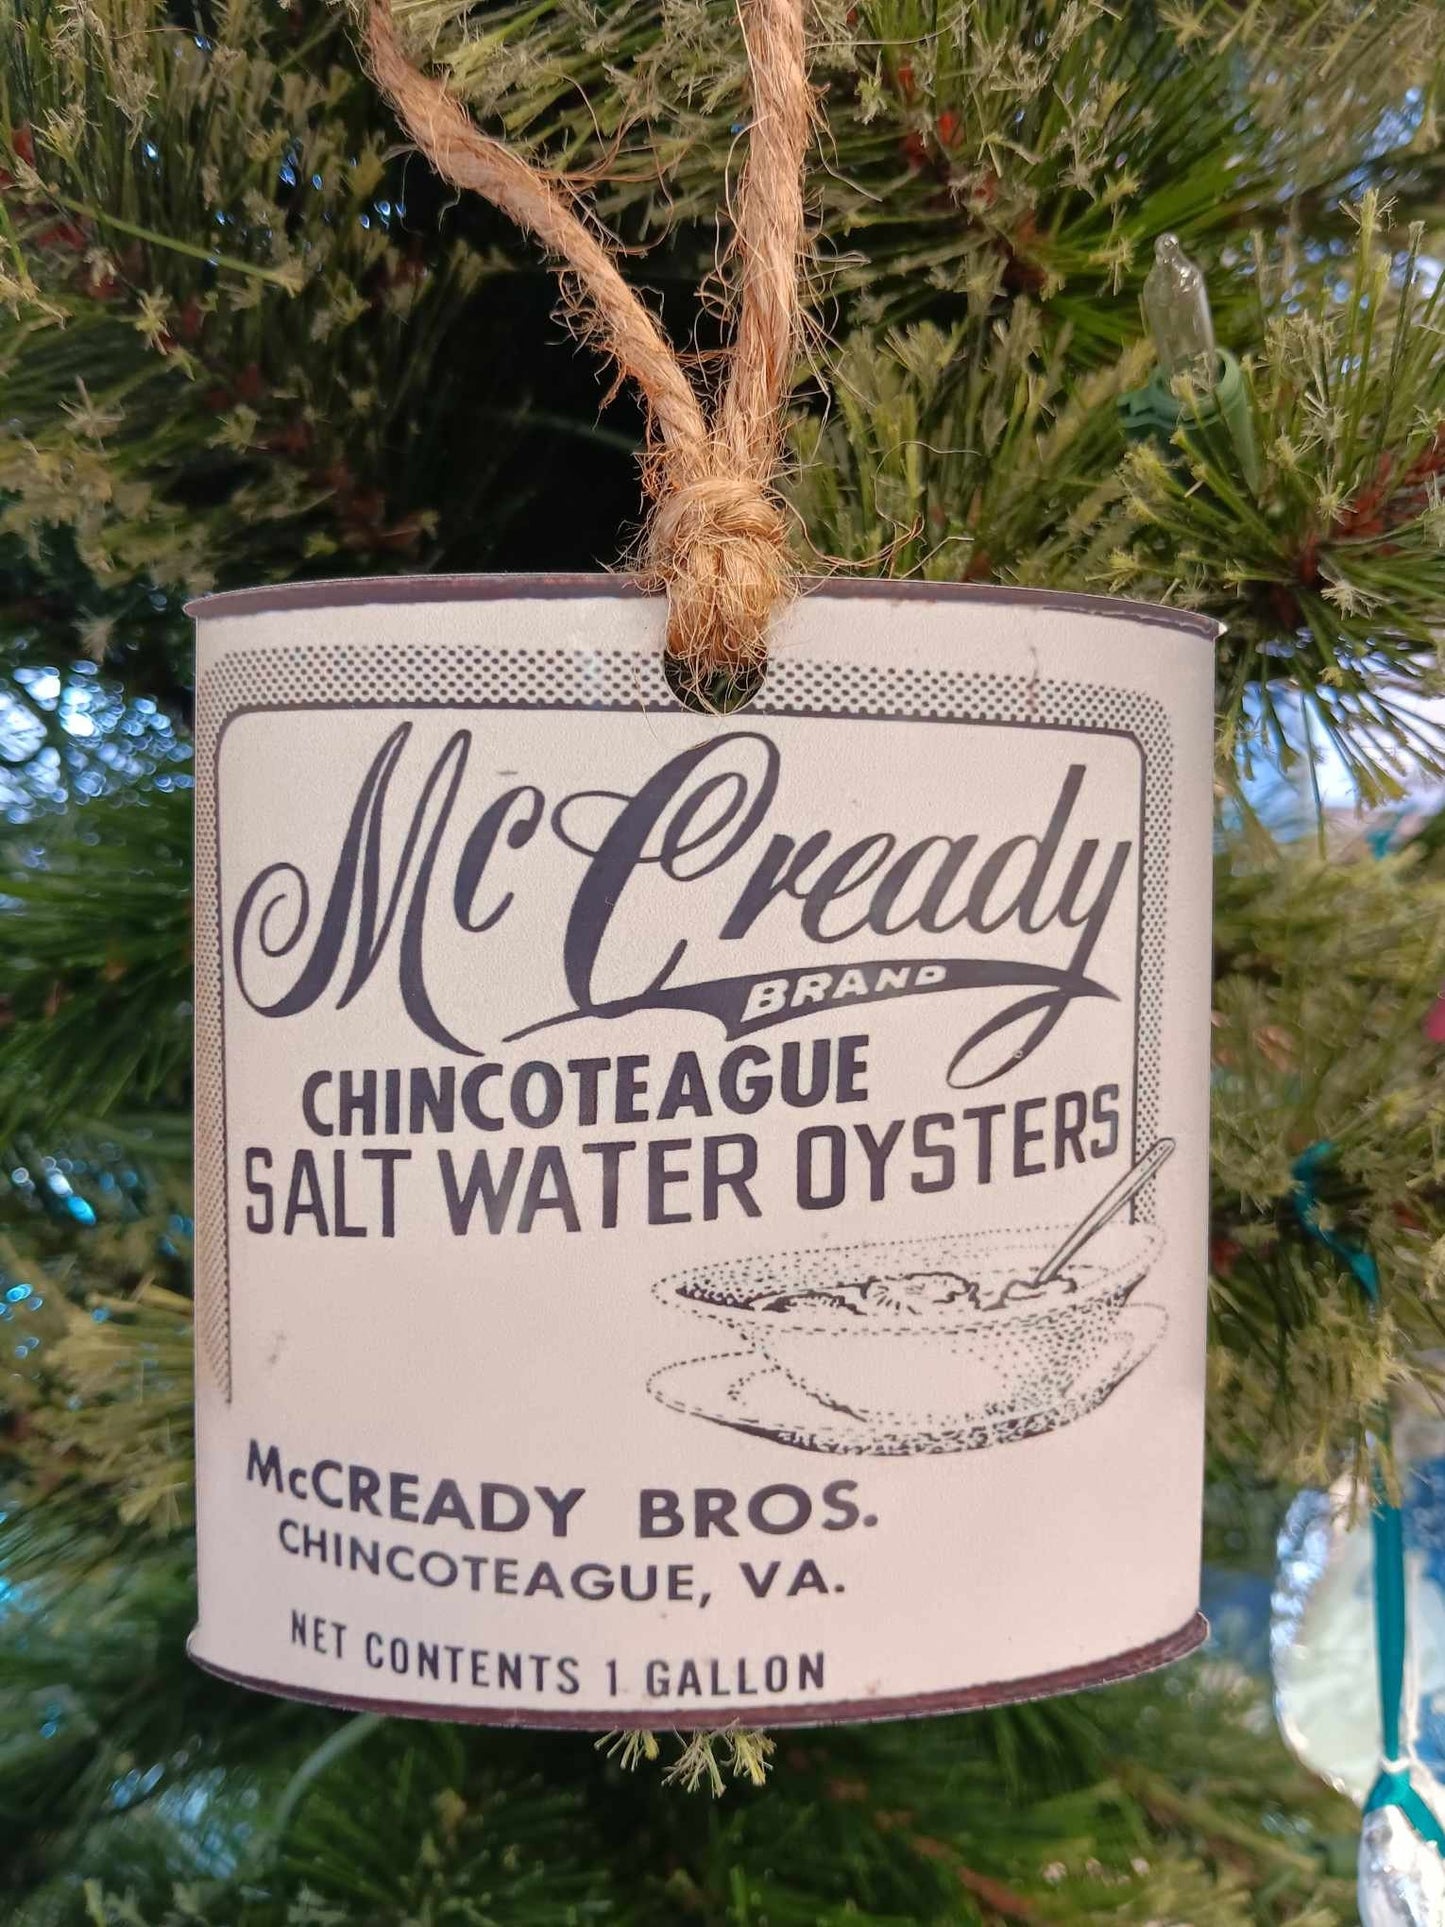 McCready
BRAND
CHINCOTEAGUE
SALT WATER OYSTERS
McCREADY BROS.
CHINCOTEAGUE, VA.
NET CONTENTS 1 GALLON